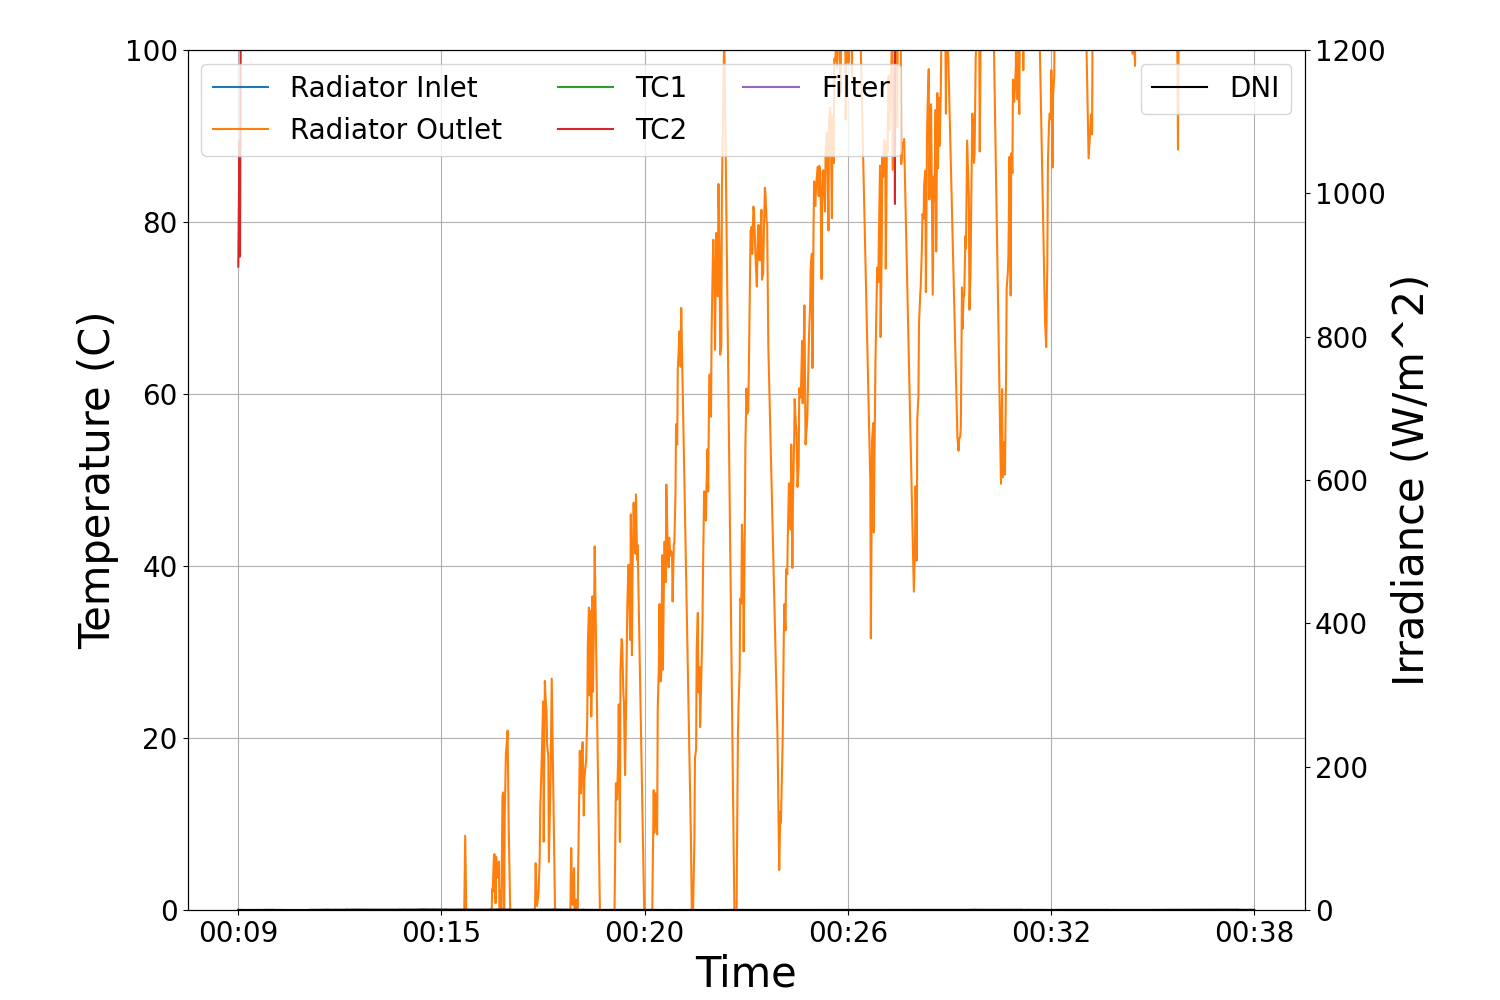 100
80
60
40
20
0
Temperature (C)
Radiator Inlet
Radiator Outlet
TC1
TC2
Filter
DNI
1200
1000
800
600
400
200
0
Irradiance (W/m^2)
00:09
00:15
00:20
00:26
00:32
00:38
Time